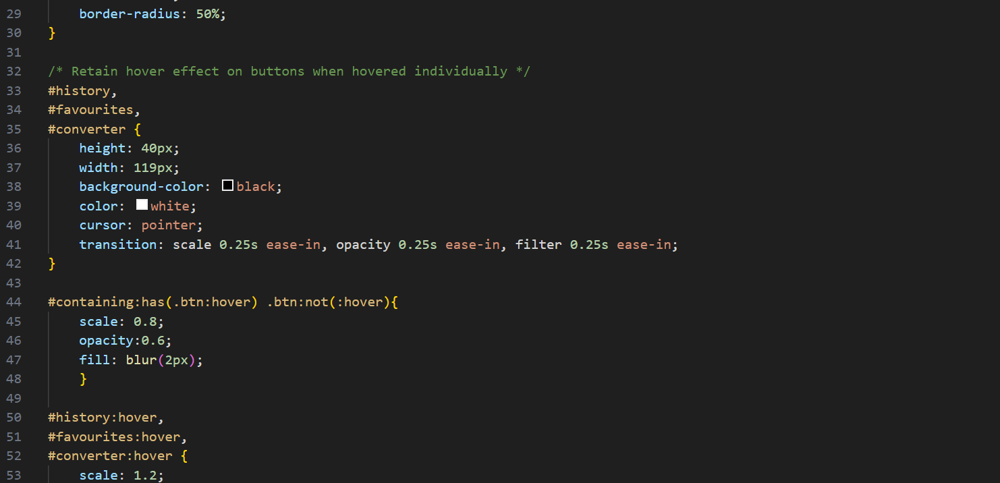 29 border-radius: 50%;
30 }
31
32 /* Retain hover effect on buttons when hovered individually */
33 #history,
34 #favourites,
35 #converter {
36 height: 40px;
37 width: 119px;
38 background-color: black;
39 color: white;
40 cursor: pointer;
41 transition: scale 0.25s ease-in, opacity 0.25s ease-in, filter 0.25s ease-in;
42 }
43
44 #containing:has(.btn:hover) .btn:not(:hover){
45 scale: 0.8;
46 opacity:0.6;
47 fill: blur(2px);
48 }
49
50 #history:hover,
51 #favourites:hover,
52 #converter:hover {
53 scale: 1.2;